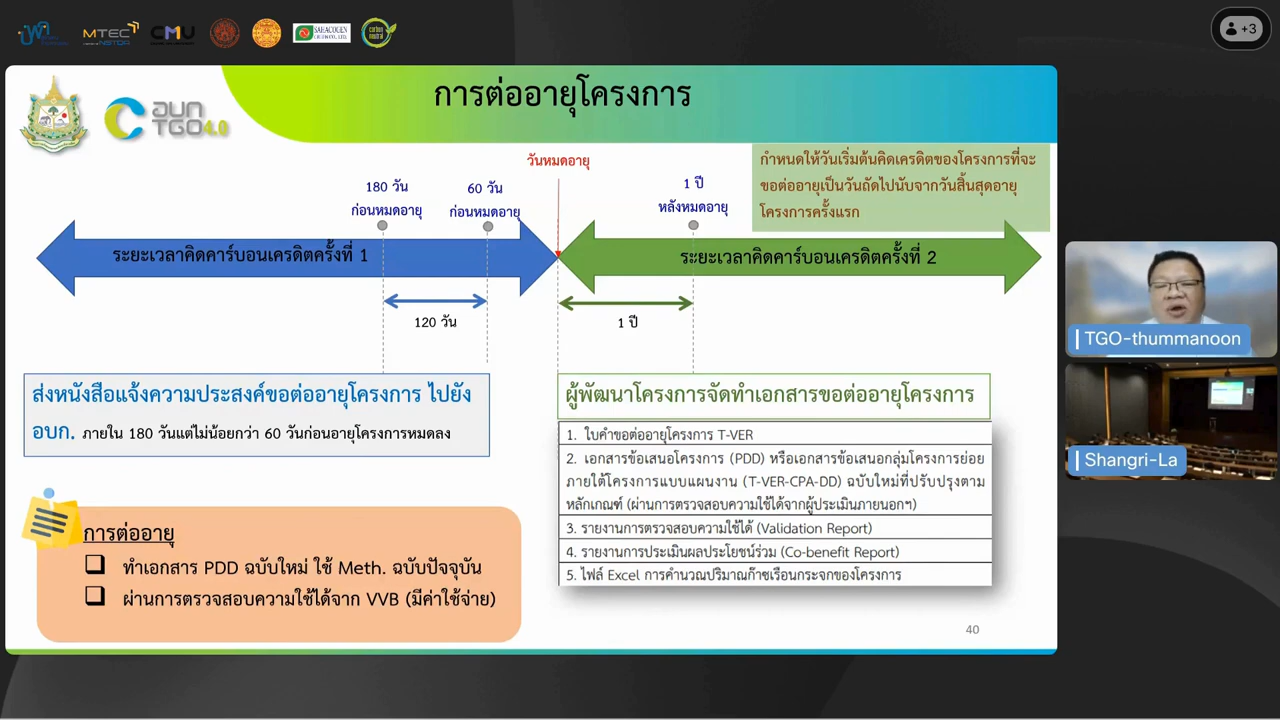 MTEC
NSTDA
CMU
SAHACOGEN
carbon neutral
+3
อบก
TGO4.0
การต่ออายุโครงการ
วันหมดอายุ
180 วัน
ก่อนหมดอายุ
60 วัน
ก่อนหมดอายุ
1 ปี
หลังหมดอายุ
กำหนดให้วันเริ่มต้นคิดเครดิตของโครงการที่จะ
ขอต่ออายุเป็นวันถัดไปนับจากวันสิ้นสุดอายุ
โครงการครั้งแรก
ระยะเวลาคิดคาร์บอนเครดิตครั้งที่ 1
ระยะเวลาคิดคาร์บอนเครดิตครั้งที่ 2
120 วัน
1 ปี
ส่งหนังสือแจ้งความประสงค์ขอต่ออายุโครงการ ไปยัง
อบก. ภายใน 180 วันแต่ไม่น้อยกว่า 60 วันก่อนอายุโครงการหมดลง
ผู้พัฒนาโครงการจัดทำเอกสารขอต่ออายุโครงการ
1. ใบคำขอต่ออายุโครงการ T-VER
2. เอกสารข้อเสนอโครงการ (PDD) หรือเอกสารข้อเสนอกลุ่มโครงการย่อย
ภายใต้โครงการแบบแผนงาน (T-VER-CPA-DD) ฉบับใหม่ที่ปรับปรุงตาม
หลักเกณฑ์ (ผ่านการตรวจสอบความใช้ได้จากผู้ประเมินภายนอกฯ)
3. รายงานการตรวจสอบความใช้ได้ (Validation Report)
4. รายงานการประเมินผลประโยชน์ร่วม (Co-benefit Report)
5. ไฟล์ Excel การคำนวณปริมาณก๊าซเรือนกระจกของโครงการ
การต่ออายุ
ทำเอกสาร PDD ฉบับใหม่ ใช้ Meth. ฉบับปัจจุบัน
ผ่านการตรวจสอบความใช้ได้จาก VVB (มีค่าใช้จ่าย)
40
TGO-thummanoon
Shangri-La